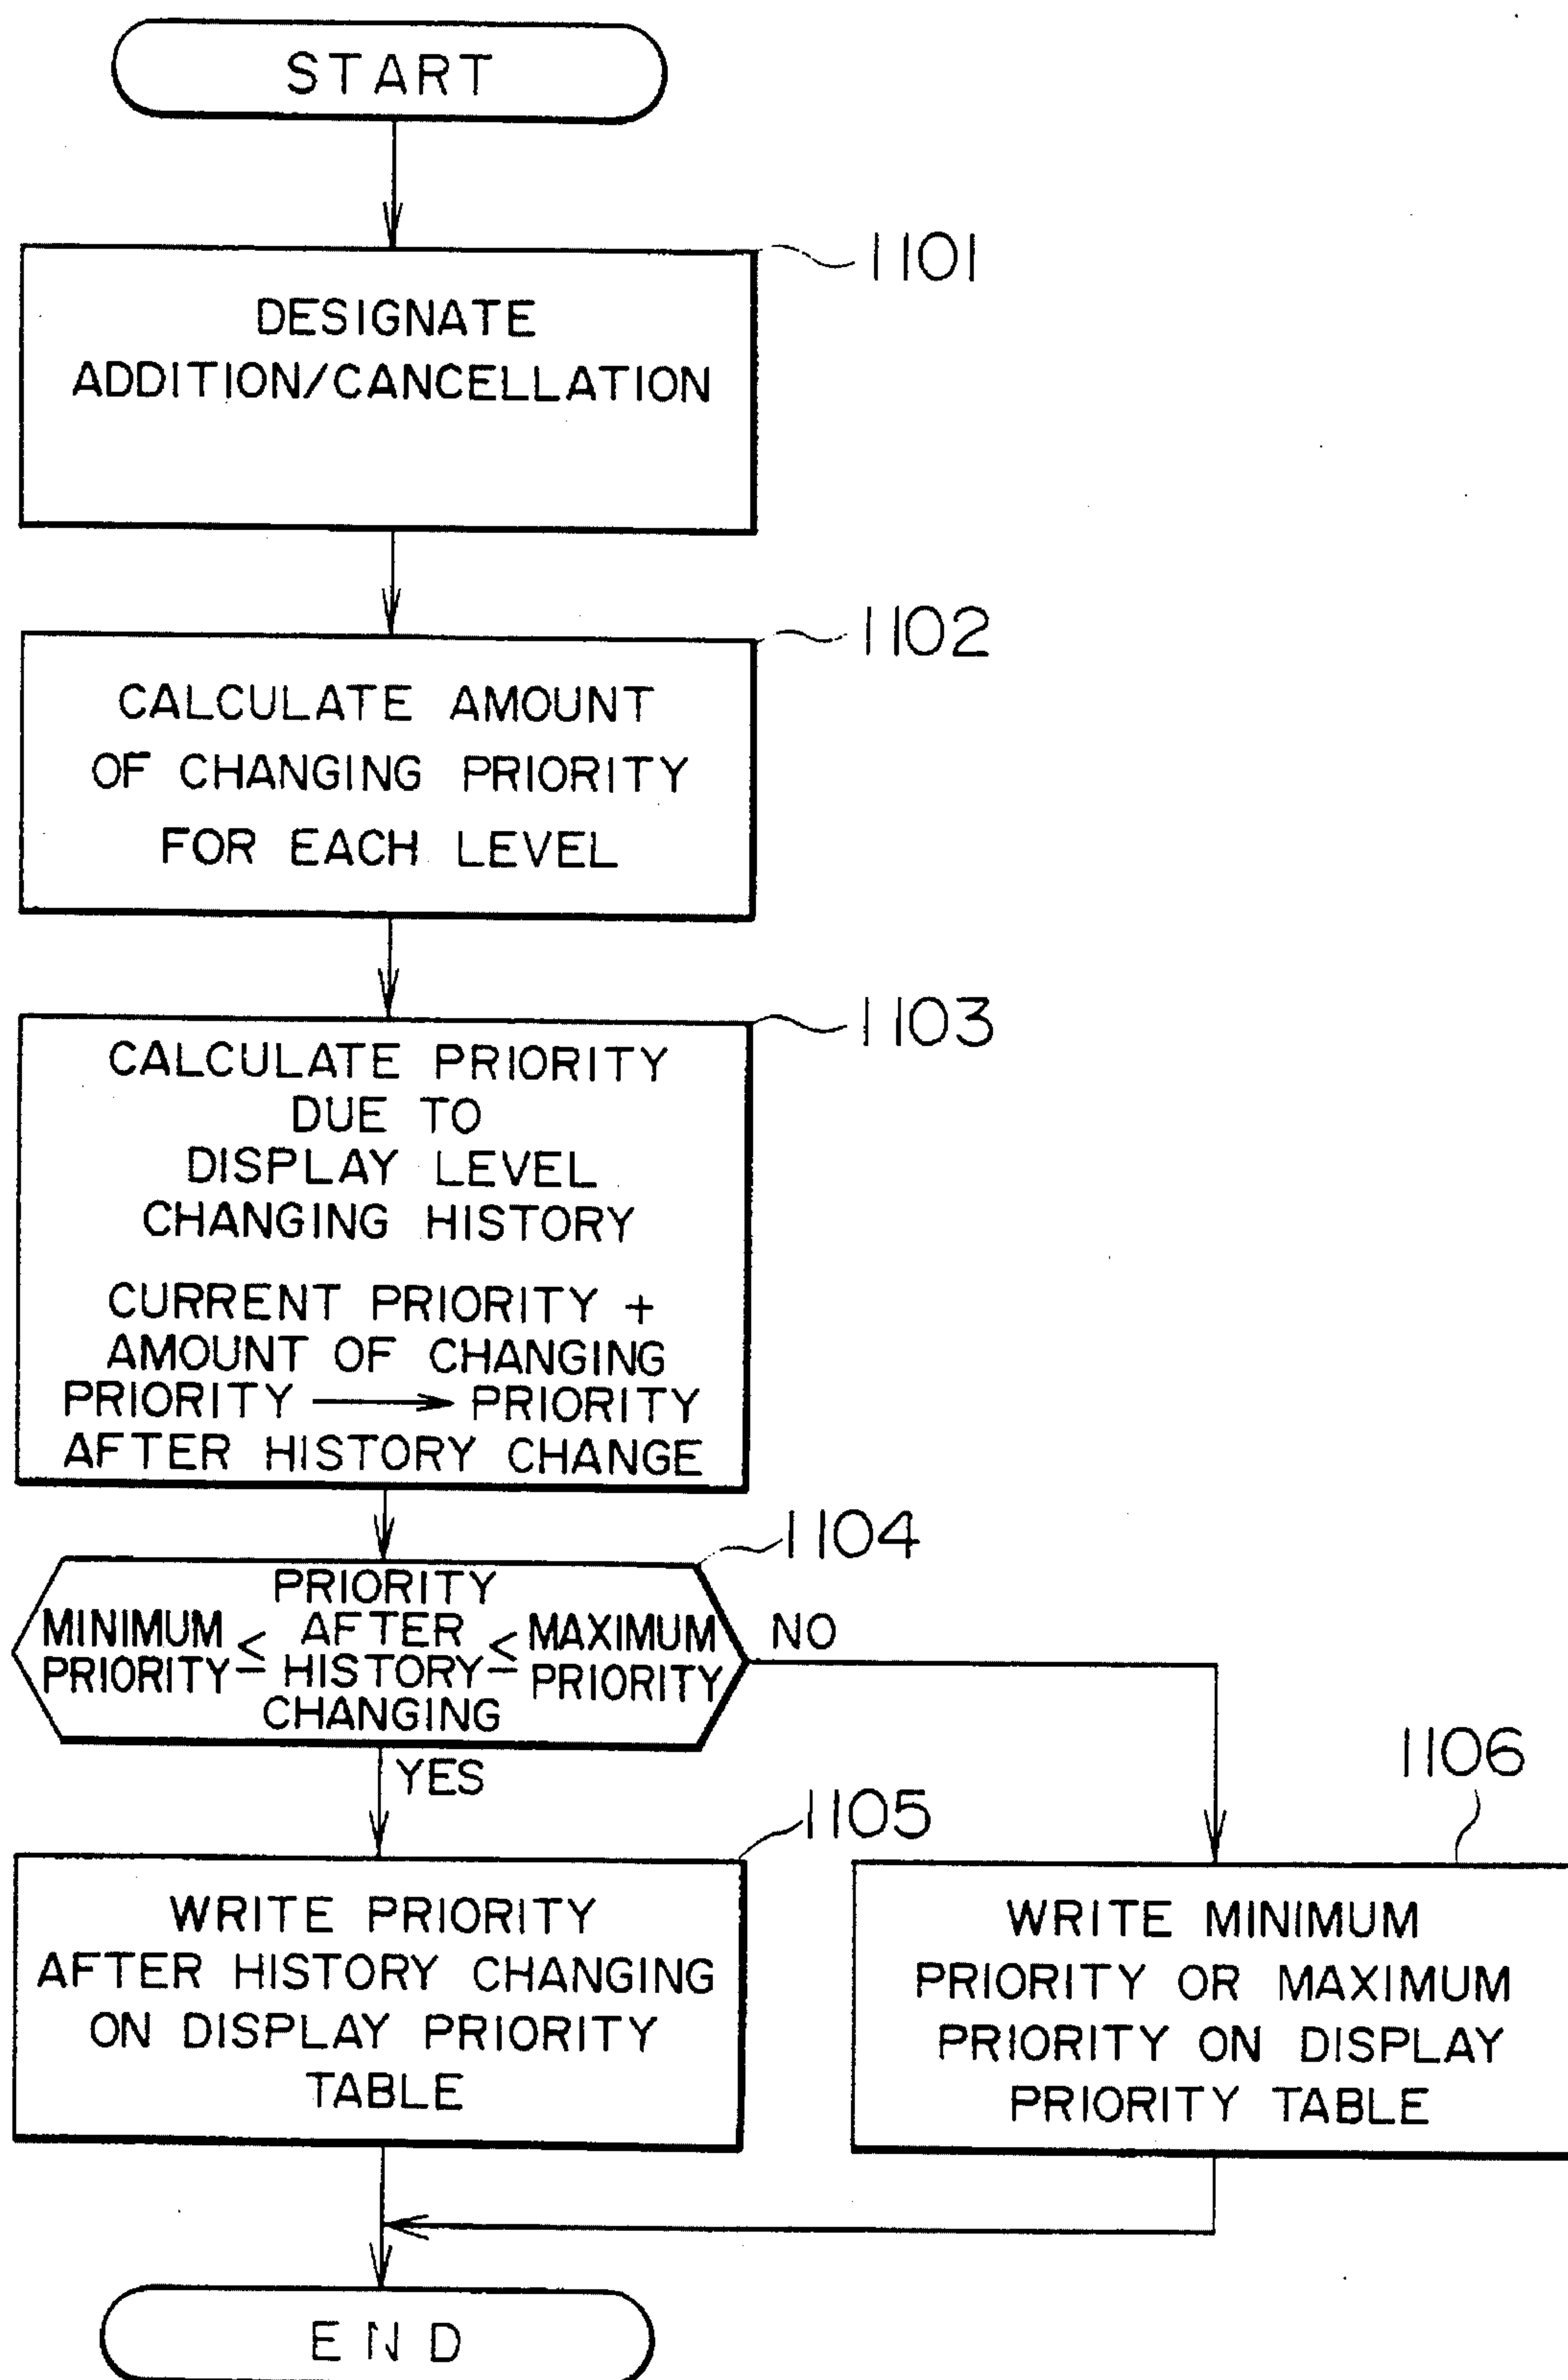 START
1101
DESIGNATE
ADDITION/CANCELLATION
1102
CALCULATE AMOUNT
OF CHANGING PRIORITY
FOR EACH LEVEL
1103
CALCULATE PRIORITY
DUE TO
DISPLAY LEVEL
CHANGING HISTORY
CURRENT PRIORITY +
AMOUNT OF CHANGING
PRIORITY → PRIORITY
AFTER HISTORY CHANGE
1104
MINIMUM
PRIORITY
≤
PRIORITY
AFTER
HISTORY
CHANGING
≤
MAXIMUM
PRIORITY
NO
YES
1105
WRITE PRIORITY
AFTER HISTORY CHANGING
ON DISPLAY PRIORITY
TABLE
1106
WRITE MINIMUM
PRIORITY OR MAXIMUM
PRIORITY ON DISPLAY
PRIORITY TABLE
END